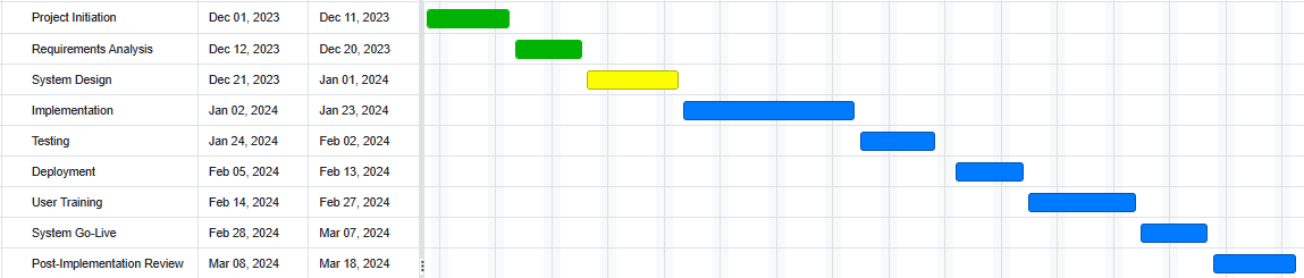 Project Initiation Dec 01, 2023 Dec 11, 2023
Requirements Analysis Dec 12, 2023 Dec 20, 2023
System Design Dec 21, 2023 Jan 01, 2024
Implementation Jan 02, 2024 Jan 23, 2024
Testing Jan 24, 2024 Feb 02, 2024
Deployment Feb 05, 2024 Feb 13, 2024
User Training Feb 14, 2024 Feb 27, 2024
System Go-Live Feb 28, 2024 Mar 07, 2024
Post-Implementation Review Mar 08, 2024 Mar 18, 2024